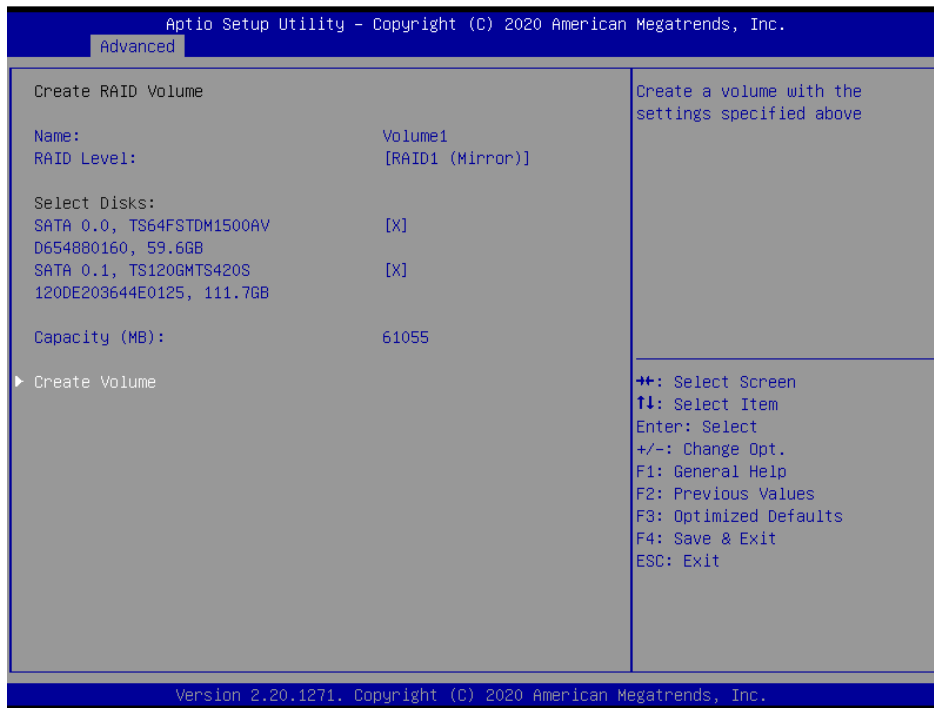 Aptio Setup Utility – Copyright (C) 2020 American Megatrends, Inc.
Advanced
Create RAID Volume
Name: Volume1
RAID Level: [RAID1 (Mirror)]
Select Disks:
SATA 0.0, TS64FSTDM1500AV [X]
D654880160, 59.6GB
SATA 0.1, TS120GMTS420S [X]
120DE203644E0125, 111.7GB
Capacity (MB): 61055
▶ Create Volume
Create a volume with the
settings specified above
→←: Select Screen
↑↓: Select Item
Enter: Select
+/-: Change Opt.
F1: General Help
F2: Previous Values
F3: Optimized Defaults
F4: Save & Exit
ESC: Exit
Version 2.20.1271. Copyright (C) 2020 American Megatrends, Inc.